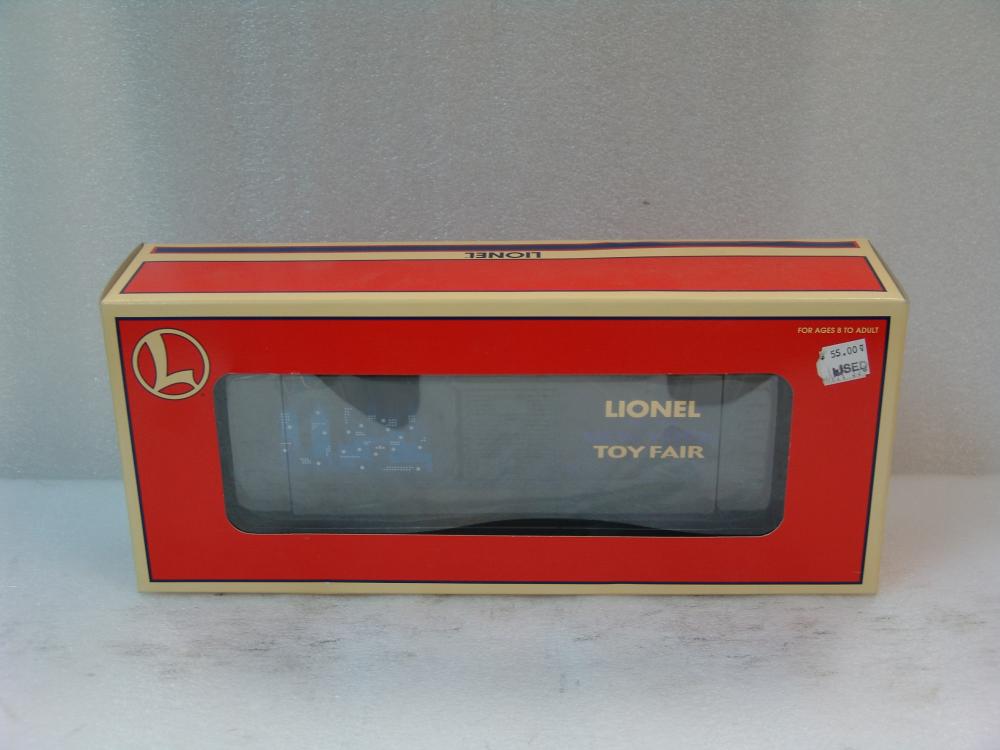 LIONEL
FOR AGES 8 TO ADULT
L
55.00
USED
LIONEL
TOY FAIR